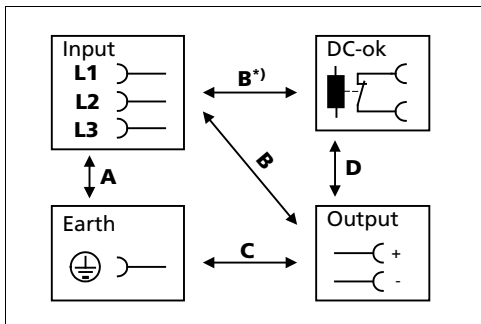 Input
L1
L2
L3
B*)
DC-ok
A
B
D
Earth
C
Output
+
-